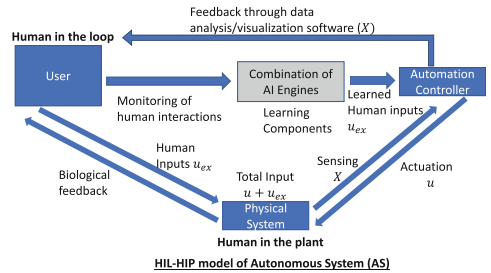 Feedback through data
analysis/visualization software (X)
Human in the loop
User
Combination of
AI Engines
Automation
Controller
Monitoring of
human interactions
Learning
Components
Learned
Human inputs
u_ex
Human
Inputs u_ex
Biological
feedback
Total Input
u + u_ex
Sensing
X
Actuation
u
Physical
System
Human in the plant
HIL-HIP model of Autonomous System (AS)